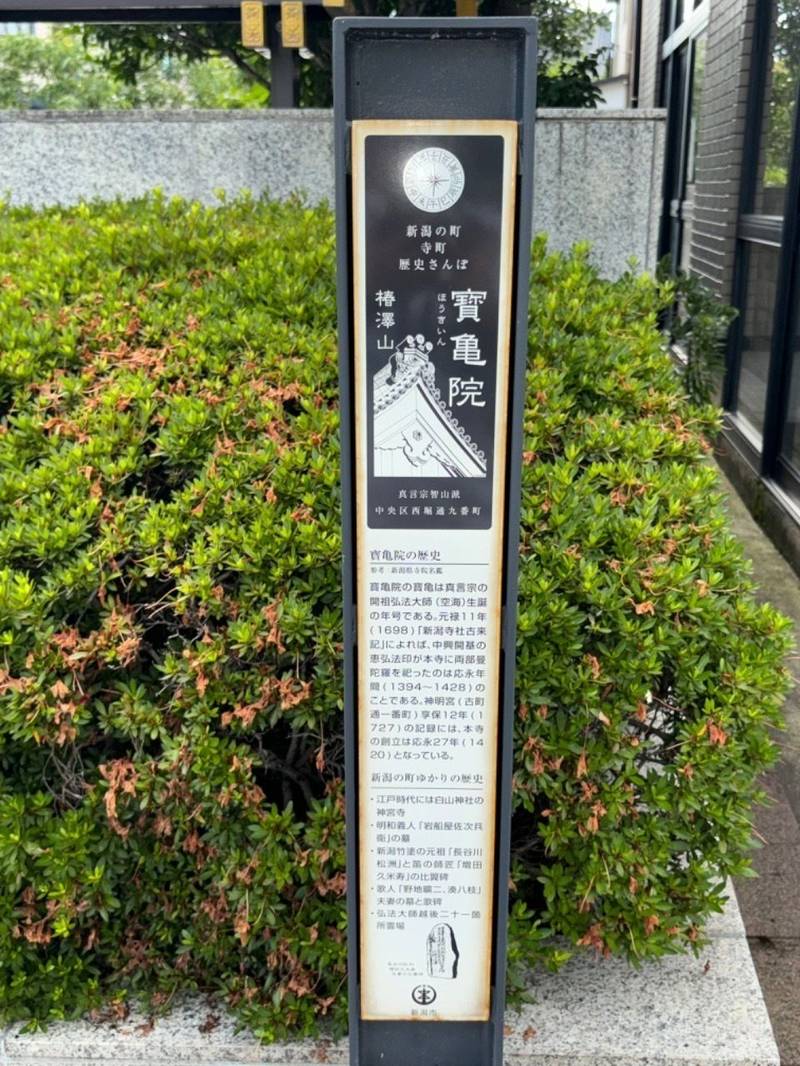 新潟の町
寺町
歴史さんぽ
寶亀院
ほうきいん
椿澤山
真言宗智山派
中央区西堀通九番町
寶亀院の歴史
参考:新潟県寺院名鑑
寶亀院の寶亀は真言宗の
開祖弘法大師(空海)生誕
の年号である。元禄11年
(1698)「新潟寺社古来
記」によれば、中興開基の
恵弘法印が本寺に両部曼
陀羅を祀ったのは応永年
間(1394〜1428)の
ことである。神明宮(古町
通一番町)享保12年(1
727)の記録には、本寺
の創立は応永27年(14
20)となっている。
新潟の町ゆかりの歴史
・江戸時代には白山神社の
神宮寺
・明和義人「岩船屋佐次兵
衛」の墓
・新潟竹塗の元祖「長谷川
松洲」と笛の師匠「増田
久米寿」の比翼碑
・歌人「野地曠二、湊八枝」
夫妻の墓と歌碑
・弘法大師越後二十一箇
所霊場
新潟市